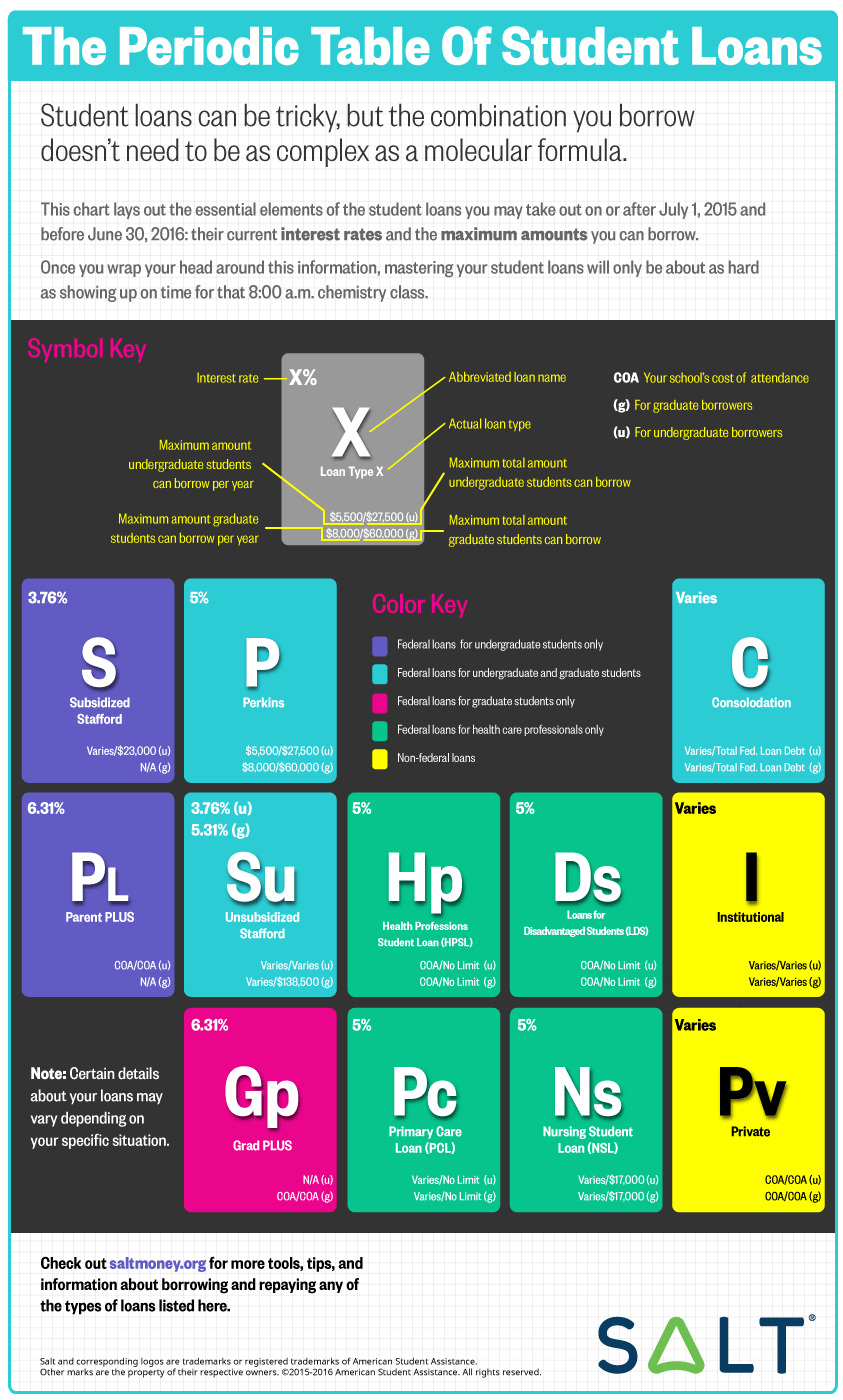 The Periodic Table Of Student Loans
Student loans can be tricky, but the combination you borrow
doesn't need to be as complex as a molecular formula.
This chart lays out the essential elements of the student loans you may take out on or after July 1, 2015 and
before June 30, 2016: their current interest rates and the maximum amounts you can borrow.
Once you wrap your head around this information, mastering your student loans will only be about as hard
as showing up on time for that 8:00 a.m. chemistry class.
Symbol Key
Interest rate
Maximum amount
undergraduate students
can borrow per year
Maximum amount graduate
students can borrow per year
X%
X
Loan Type X
$5,500/$27,500 (u)
$8,000/$60,000 (g)
Abbreviated loan name
Actual loan type
Maximum total amount
undergraduate students can borrow
Maximum total amount
graduate students can borrow
COA Your school's cost of attendance
(g) For graduate borrowers
(u) For undergraduate borrowers
3.76%
S
Subsidized
Stafford
Varies/$23,000 (u)
N/A (g)
5%
P
Perkins
$5,500/$27,500 (u)
$8,000/$60,000 (g)
Color Key
Federal loans for undergraduate students only
Federal loans for undergraduate and graduate students
Federal loans for graduate students only
Federal loans for health care professionals only
Non-federal loans
Varies
C
Consolodation
Varies/Total Fed. Loan Debt (u)
Varies/Total Fed. Loan Debt (g)
6.31%
PL
Parent PLUS
COA/COA (u)
N/A (g)
3.76% (u)
5.31% (g)
Su
Unsubsidized
Stafford
Varies/Varies (u)
Varies/$138,500 (g)
5%
Hp
Health Professions
Student Loan (HPSL)
COA/No Limit (u)
COA/No Limit (g)
5%
Ds
Loans for
Disadvantaged Students (LDS)
COA/No Limit (u)
COA/No Limit (g)
Varies
I
Institutional
Varies/Varies (u)
Varies/Varies (g)
Note: Certain details
about your loans may
vary depending on
your specific situation.
6.31%
Gp
Grad PLUS
N/A (u)
COA/COA (g)
5%
Pc
Primary Care
Loan (PCL)
Varies/No Limit (u)
Varies/No Limit (g)
5%
Ns
Nursing Student
Loan (NSL)
Varies/$17,000 (u)
Varies/$17,000 (g)
Varies
Pv
Private
COA/COA (u)
COA/COA (g)
Check out saltmoney.org for more tools, tips, and
information about borrowing and repaying any of
the types of loans listed here.
SALT®
Salt and corresponding logos are trademarks or registered trademarks of American Student Assistance.
Other marks are the property of their respective owners. ©2015-2016 American Student Assistance. All rights reserved.